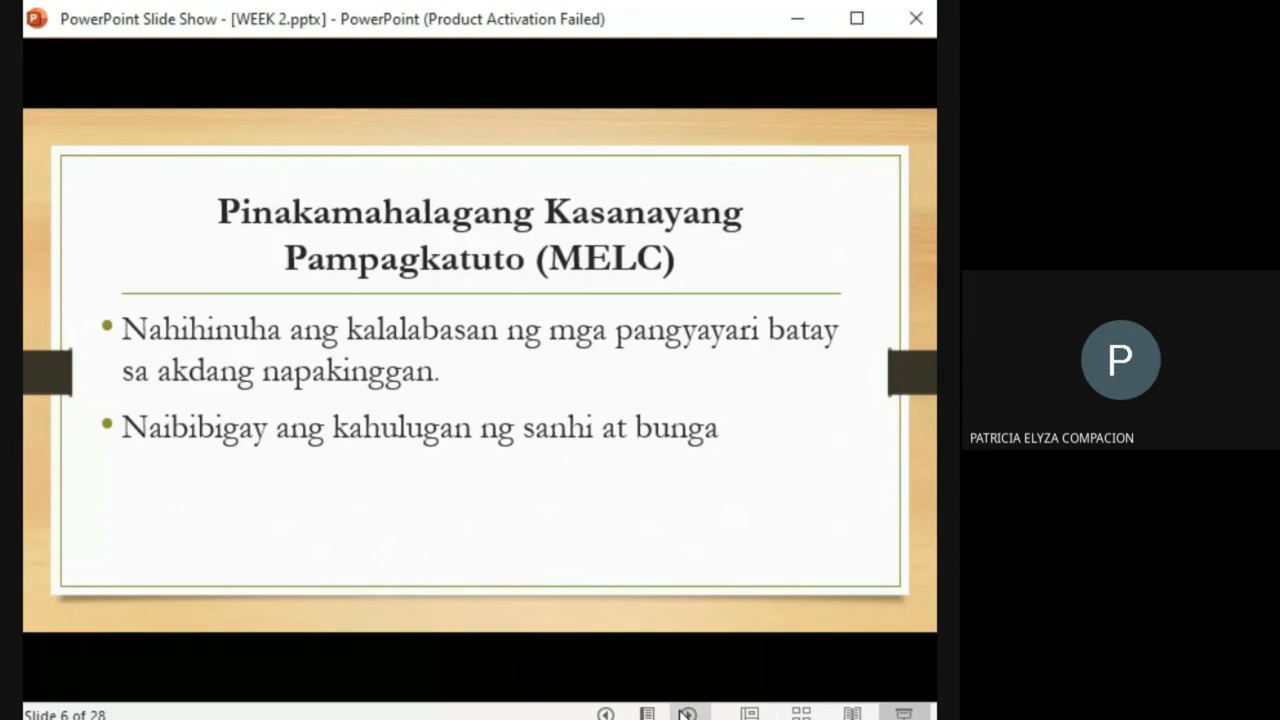 PowerPoint Slide Show - [WEEK 2.pptx] - PowerPoint (Product Activation Failed)
Pinakamahalagang Kasanayang
Pampagkatuto (MELC)
• Nahihinuha ang kalalabasan ng mga pangyayari batay
sa akdang napakinggan.
• Naibibigay ang kahulugan ng sanhi at bunga
P
PATRICIA ELYZA COMPACION
Slide 6 of 28